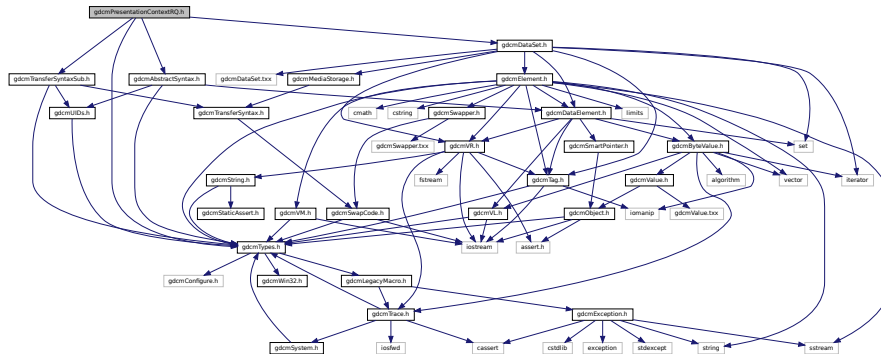 gdcmPresentationContextRQ.h
gdcmDataSet.h
gdcmTransferSyntaxSub.h
gdcmAbstractSyntax.h
gdcmDataSet.txx
gdcmMediaStorage.h
gdcmElement.h
gdcmUIDs.h
gdcmTransferSyntax.h
cmath
cstring
gdcmSwapper.h
gdcmDataElement.h
limits
gdcmSwapper.txx
gdcmVR.h
gdcmSmartPointer.h
gdcmByteValue.h
set
gdcmString.h
fstream
gdcmTag.h
gdcmValue.h
algorithm
vector
iterator
gdcmStaticAssert.h
gdcmVM.h
gdcmSwapCode.h
gdcmVL.h
gdcmObject.h
iomanip
gdcmValue.txx
gdcmTypes.h
iostream
assert.h
gdcmConfigure.h
gdcmWin32.h
gdcmLegacyMacro.h
gdcmTrace.h
gdcmException.h
gdcmSystem.h
iosfwd
cassert
cstdlib
exception
stdexcept
string
sstream